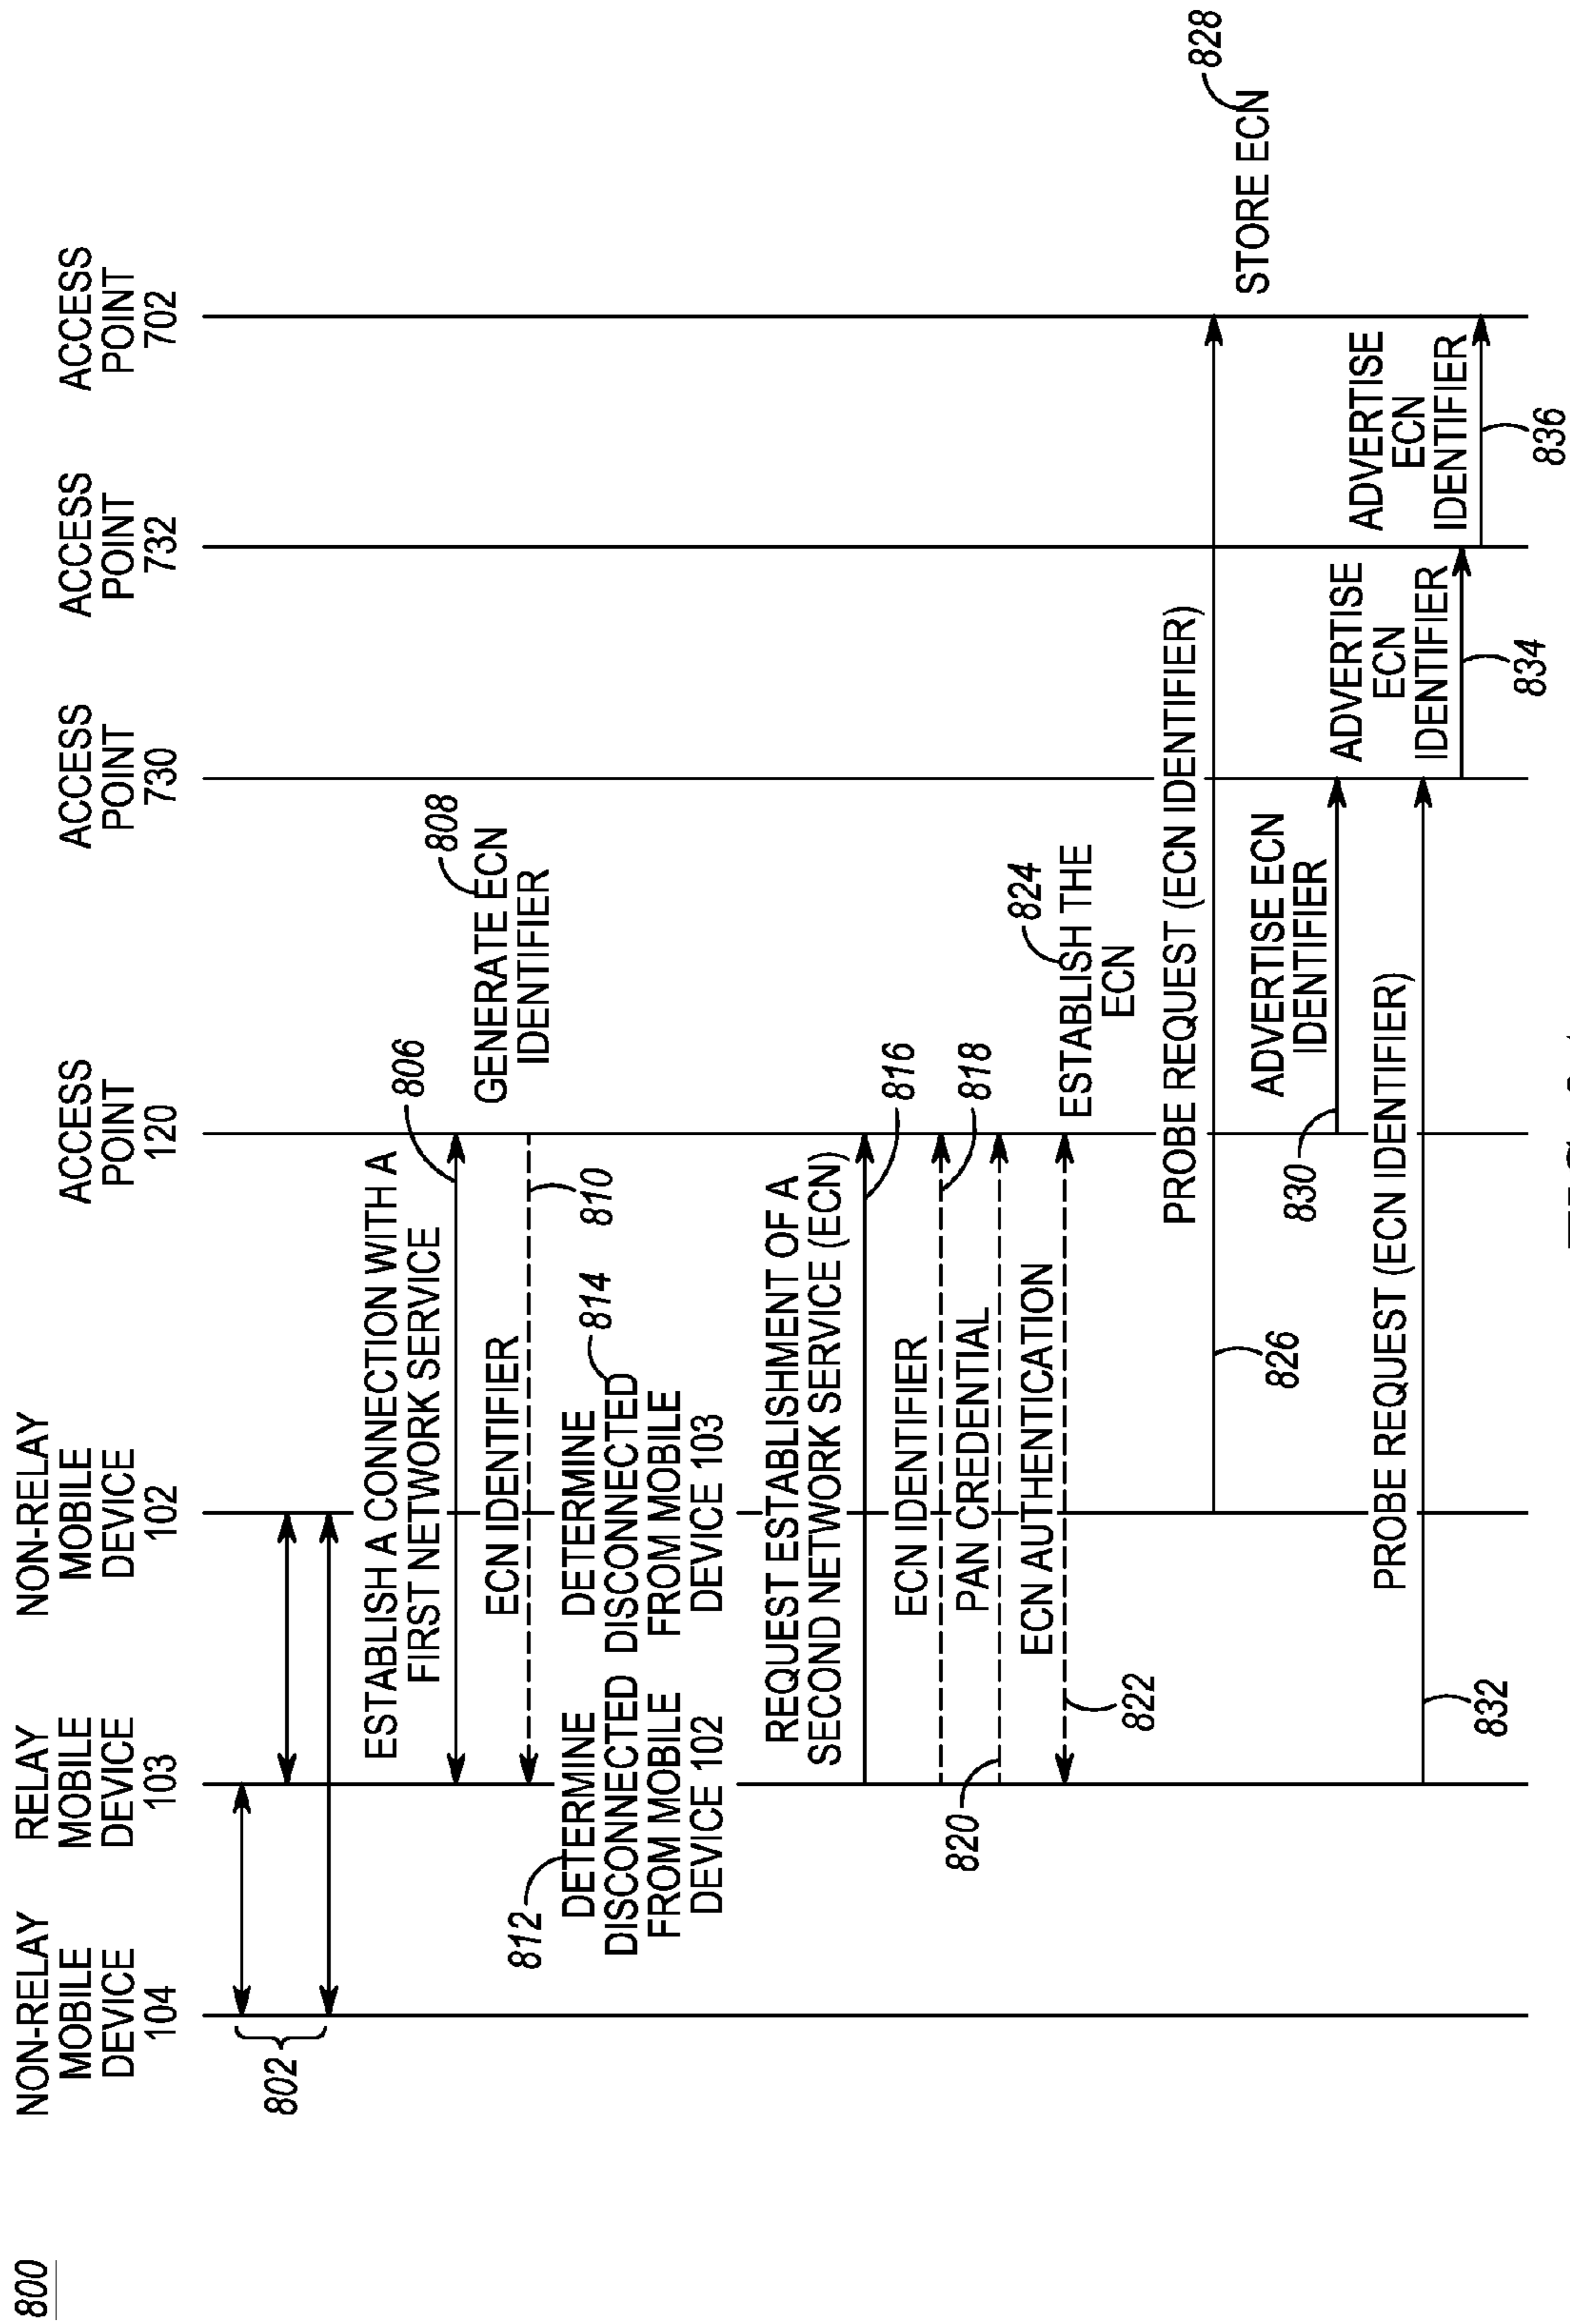 800
NON-RELAY
MOBILE
DEVICE
104
RELAY
MOBILE
DEVICE
103
NON-RELAY
MOBILE
DEVICE
102
ACCESS
POINT
120
ACCESS
POINT
730
ACCESS
POINT
732
ACCESS
POINT
702
802
ESTABLISH A CONNECTION WITH A
FIRST NETWORK SERVICE
806
GENERATE ECN
IDENTIFIER
808
ECN IDENTIFIER
810
812
DETERMINE
DISCONNECTED
FROM MOBILE
DEVICE 102
DETERMINE
DISCONNECTED
FROM MOBILE
DEVICE 103
814
REQUEST ESTABLISHMENT OF A
SECOND NETWORK SERVICE (ECN)
816
ECN IDENTIFIER
818
PAN CREDENTIAL
820
ECN AUTHENTICATION
822
824
ESTABLISH THE
ECN
PROBE REQUEST (ECN IDENTIFIER)
826
STORE ECN
828
ADVERTISE ECN
IDENTIFIER
830
PROBE REQUEST (ECN IDENTIFIER)
832
ADVERTISE
ECN
IDENTIFIER
834
ADVERTISE
ECN
IDENTIFIER
836